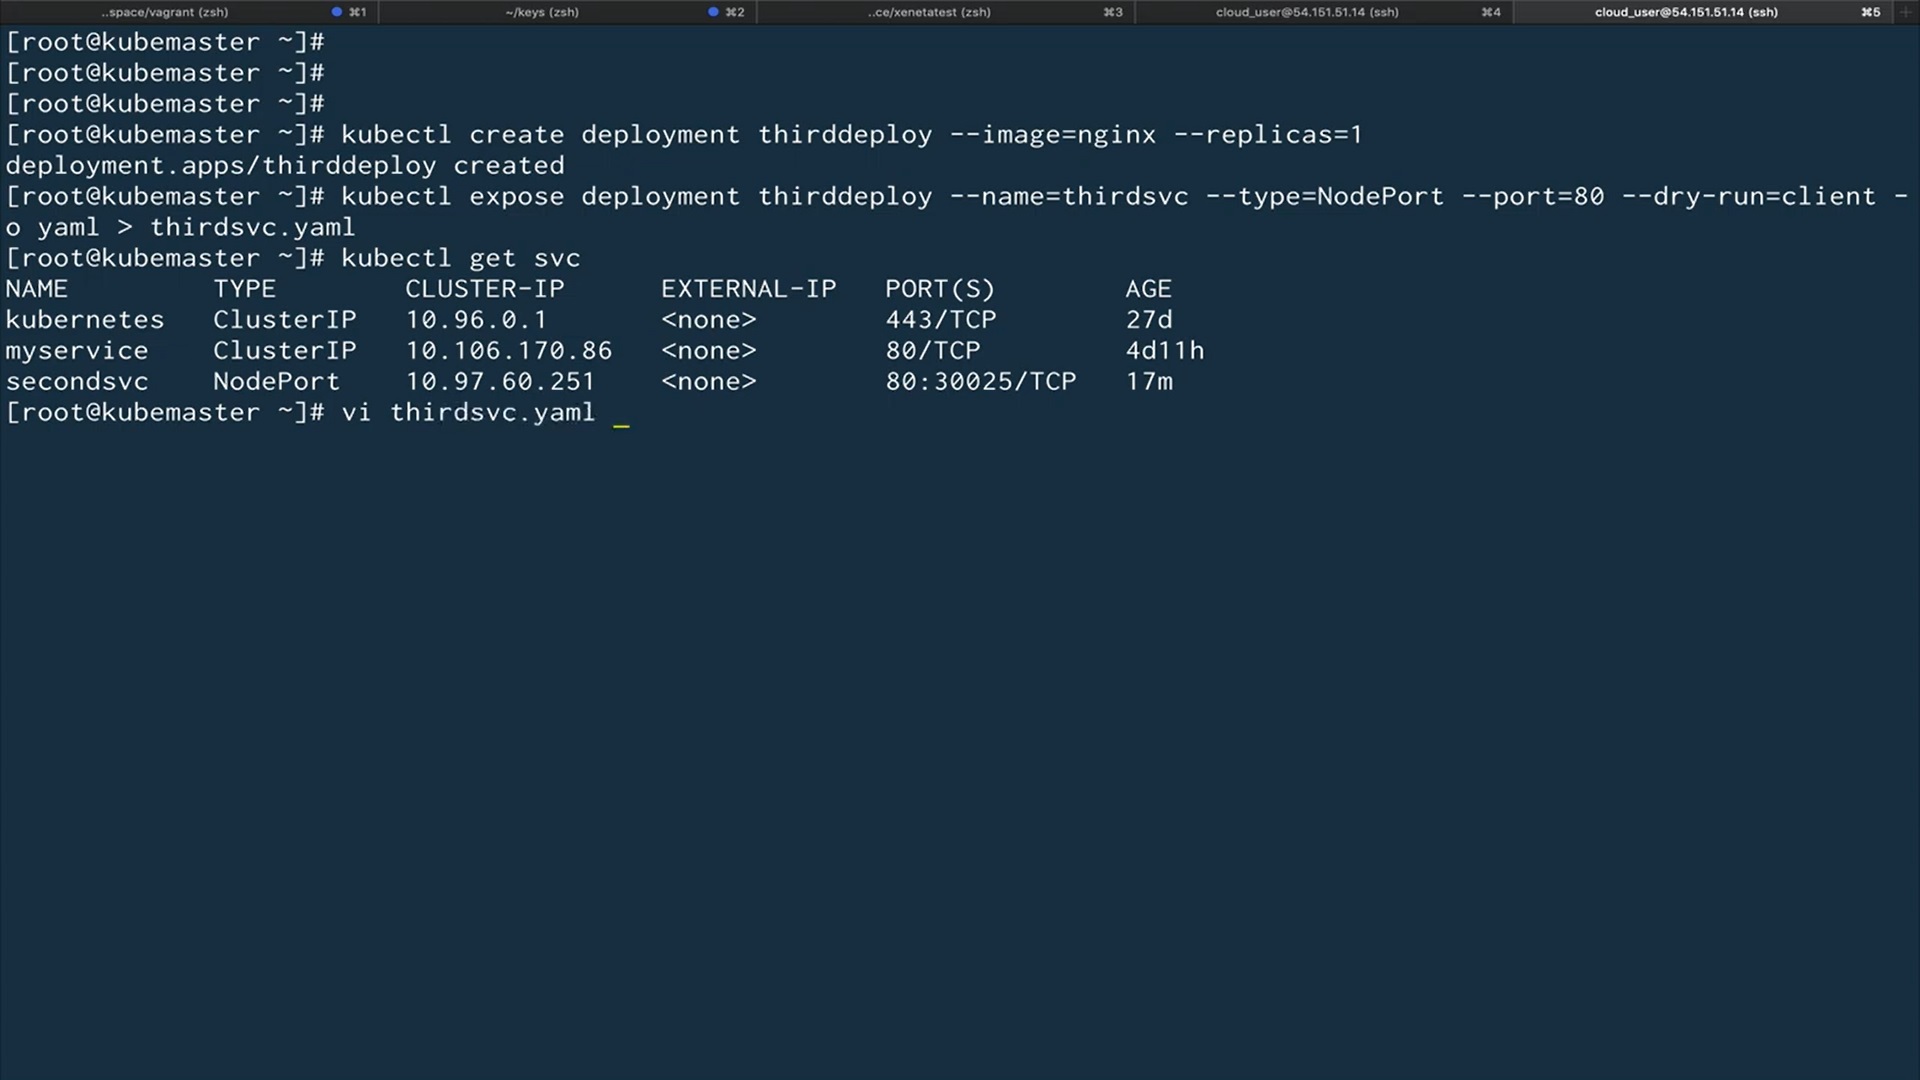 ..space/vagrant (zsh) ⌘1 ~/keys (zsh) ⌘2 ..ce/xenetatest (zsh) ⌘3 cloud_user@54.151.51.14 (ssh) ⌘4 cloud_user@54.151.51.14 (ssh) ⌘5 +
[root@kubemaster ~]#
[root@kubemaster ~]#
[root@kubemaster ~]#
[root@kubemaster ~]# kubectl create deployment thirddeploy --image=nginx --replicas=1
deployment.apps/thirddeploy created
[root@kubemaster ~]# kubectl expose deployment thirddeploy --name=thirdsvc --type=NodePort --port=80 --dry-run=client -
o yaml > thirdsvc.yaml
[root@kubemaster ~]# kubectl get svc
NAME TYPE CLUSTER-IP EXTERNAL-IP PORT(S) AGE
kubernetes ClusterIP 10.96.0.1 <none> 443/TCP 27d
myservice ClusterIP 10.106.170.86 <none> 80/TCP 4d11h
secondsvc NodePort 10.97.60.251 <none> 80:30025/TCP 17m
[root@kubemaster ~]# vi thirdsvc.yaml _